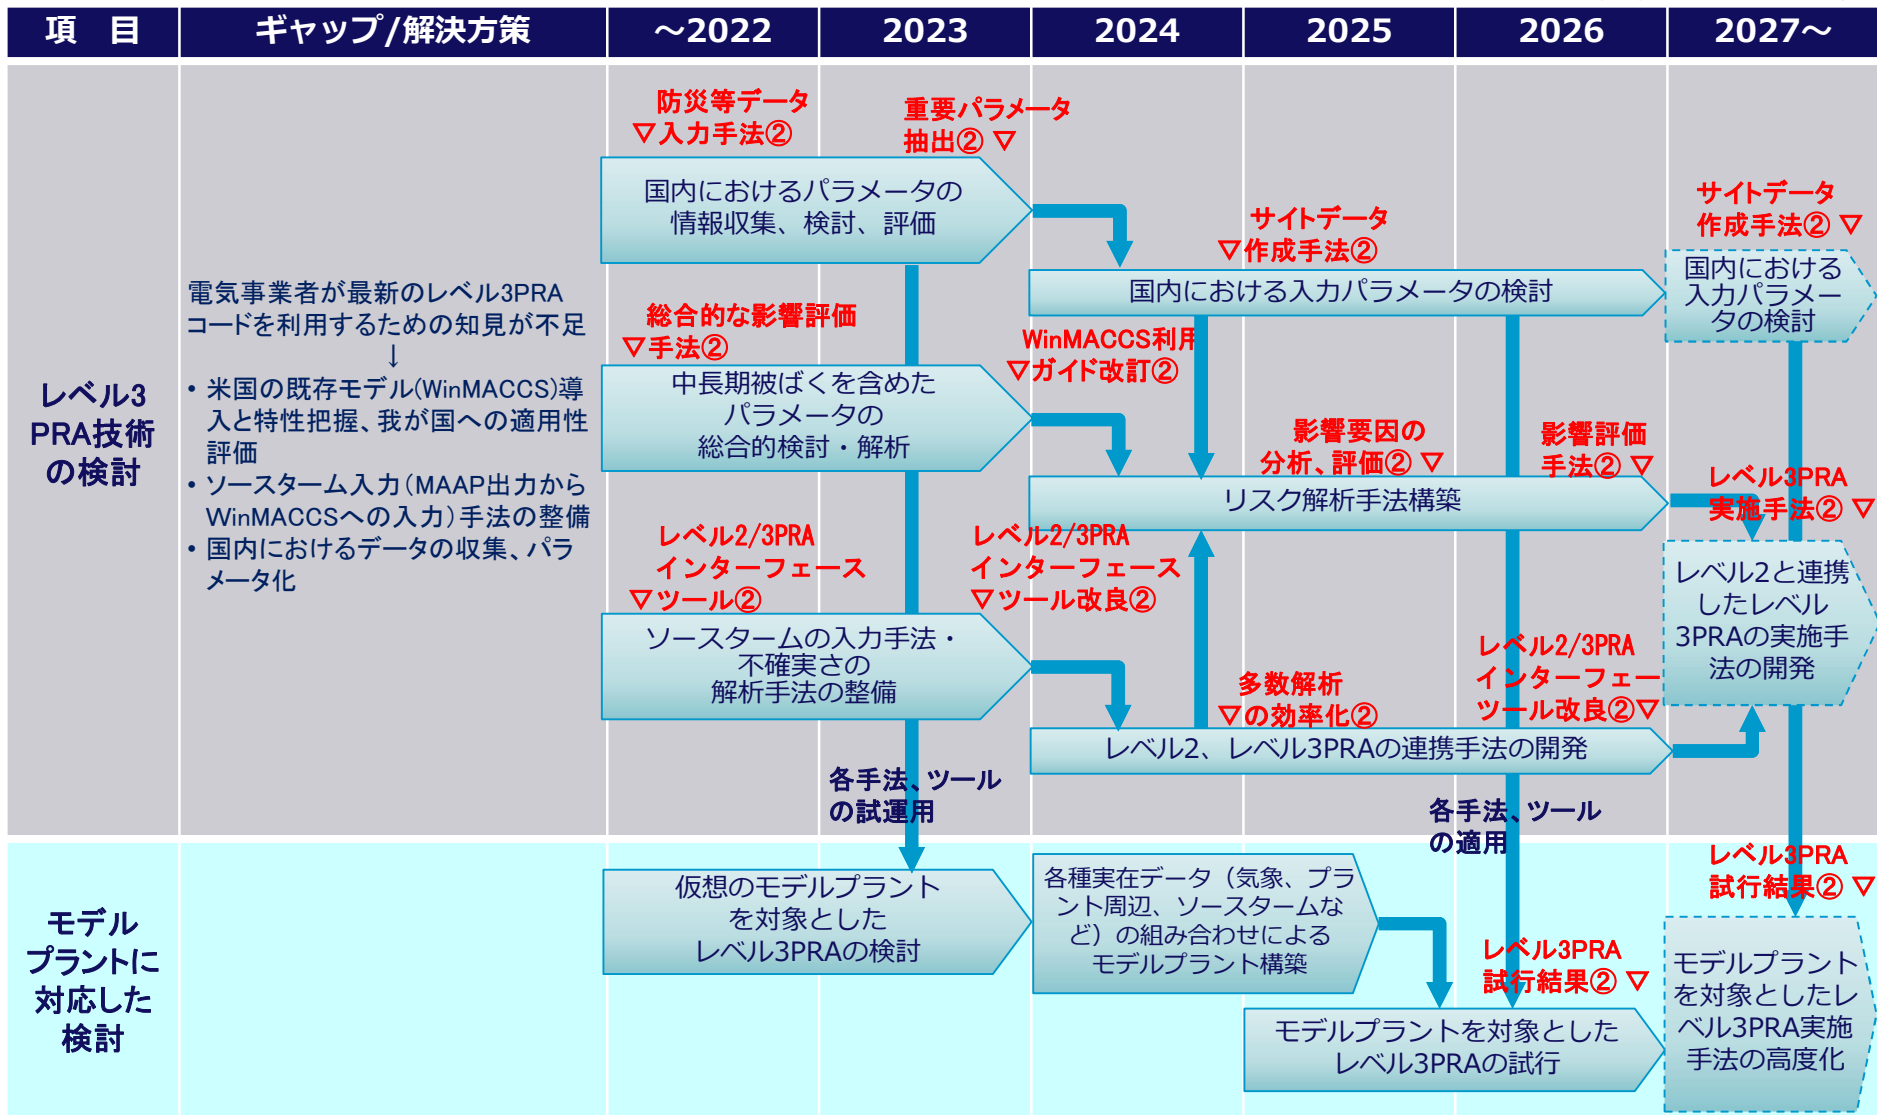 項　目
ギャップ/解決方策
～2022
2023
2024
2025
2026
2027～
レベル3
PRA技術
の検討
電気事業者が最新のレベル3PRA
コードを利用するための知見が不足
↓
• 米国の既存モデル(WinMACCS)導
入と特性把握、我が国への適用性
評価
• ソースターム入力（MAAP出力から
WinMACCSへの入力）手法の整備
• 国内におけるデータの収集、パラ
メータ化
防災等データ
▽入力手法②
重要パラメータ
抽出② ▽
国内におけるパラメータの
情報収集、検討、評価
サイトデータ
▽作成手法②
サイトデータ
作成手法② ▽
国内における入力パラメータの検討
国内における
入力パラメー
タの検討
総合的な影響評価
▽手法②
WinMACCS利用
▽ガイド改訂②
中長期被ばくを含めた
パラメータの
総合的検討・解析
影響要因の
分析、評価② ▽
影響評価
手法② ▽
リスク解析手法構築
レベル3PRA
実施手法② ▽
レベル2/3PRA
インターフェース
▽ツール②
レベル2/3PRA
インターフェース
▽ツール改良②
ソースタームの入力手法・
不確実さの
解析手法の整備
多数解析
▽の効率化②
レベル2/3PRA
インターフェー
ツール改良②▽
レベル2と連携
したレベル
3PRAの実施手
法の開発
レベル2、レベル3PRAの連携手法の開発
各手法、ツール
の試運用
各手法、ツール
の適用
モデル
プラントに
対応した
検討
仮想のモデルプラント
を対象とした
レベル3PRAの検討
各種実在データ（気象、プラ
ント周辺、ソースタームな
ど）の組み合わせによる
モデルプラント構築
レベル3PRA
試行結果② ▽
モデルプラントを対象とした
レベル3PRAの試行
レベル3PRA
試行結果② ▽
モデルプラント
を対象としたレ
ベル3PRA実施
手法の高度化